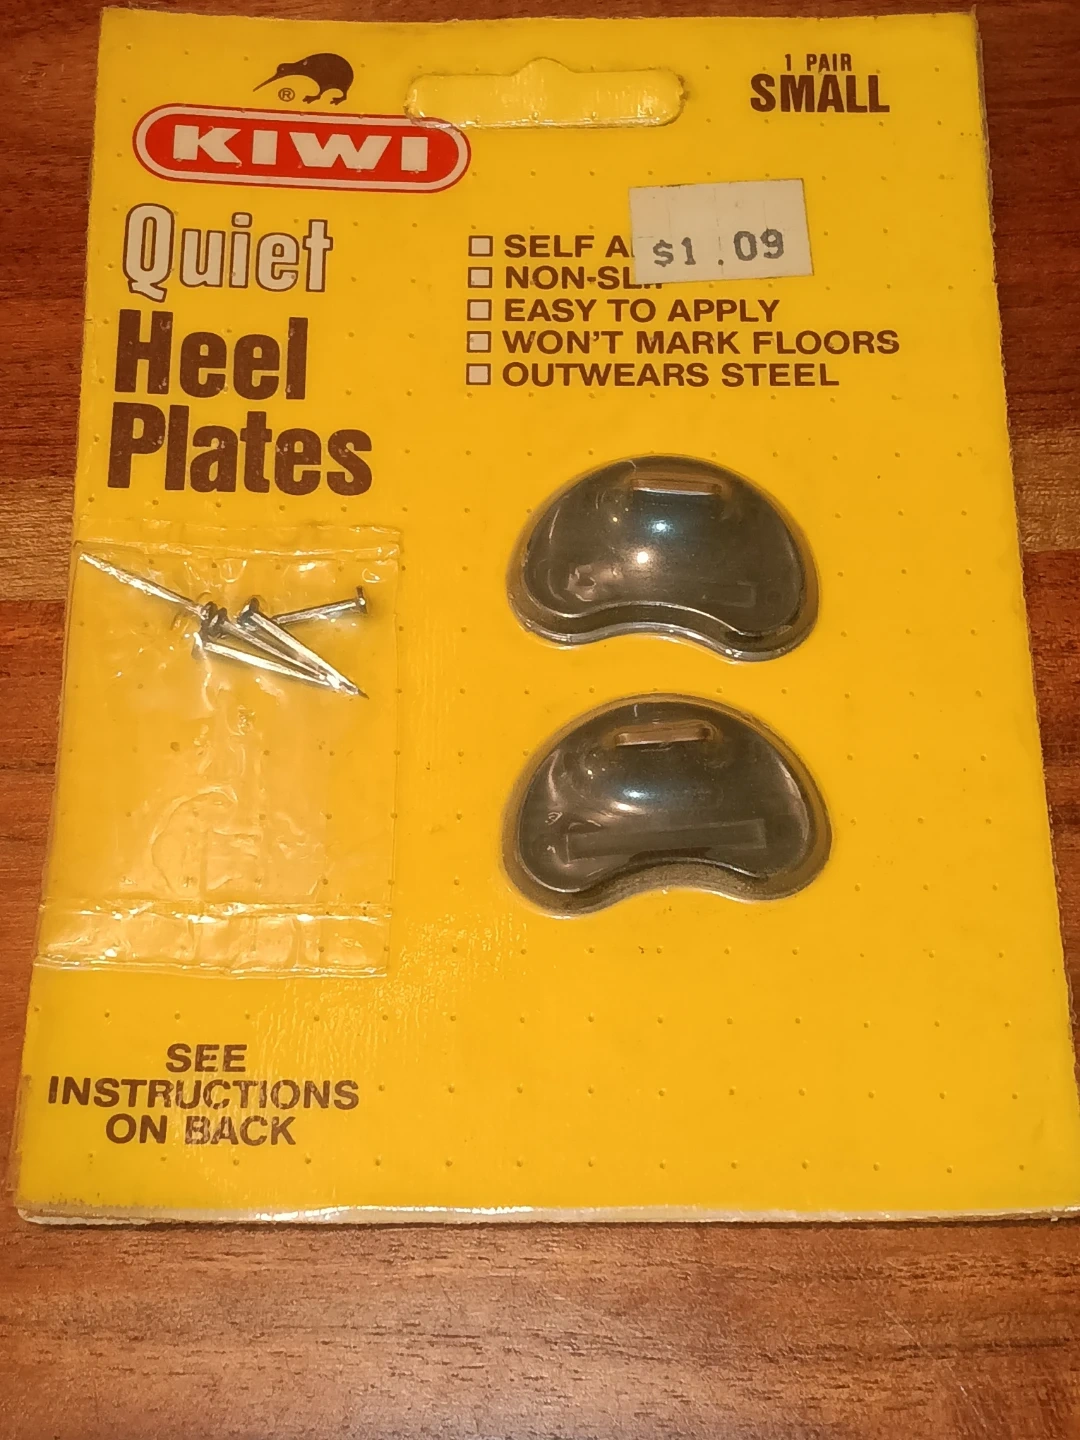 1 PAIR
SMALL
®
KIWI
Quiet
Heel
Plates
$1.09
SELF
NON-SLIP
EASY TO APPLY
WON'T MARK FLOORS
OUTWEARS STEEL
SEE
INSTRUCTIONS
ON BACK